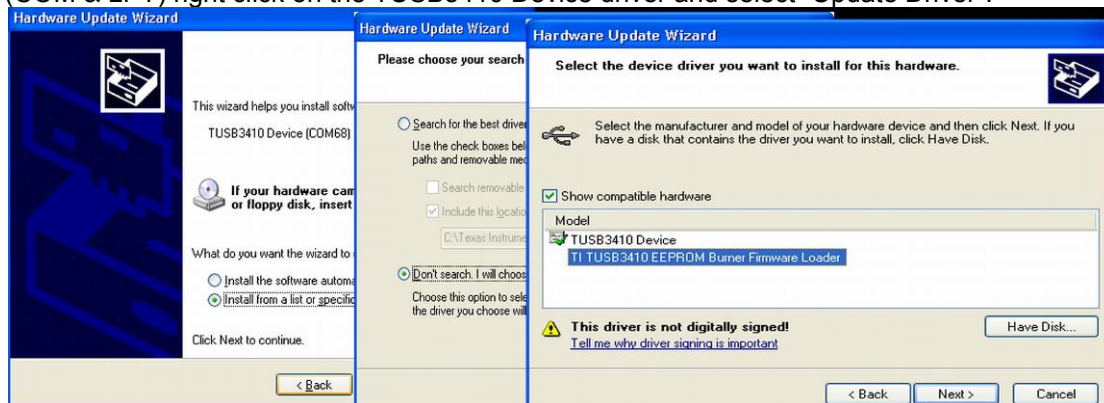 (COM & LPT) right click on the TUSB3410 Device driver and select "Update Driver".
Hardware Update Wizard
This wizard helps you install softw
TUSB3410 Device (COM68)
If your hardware cam
or floppy disk, insert
What do you want the wizard to
Install the software automa
Install from a list or specific
Click Next to continue.
< Back
Hardware Update Wizard
Please choose your search
Search for the best driver
Use the check boxes bel
paths and removable med
Search removable
Include this locatio
C:\Texas Instrume
Don't search. I will choos
Choose this option to sele
the driver you choose will
Hardware Update Wizard
Select the device driver you want to install for this hardware.
Select the manufacturer and model of your hardware device and then click Next. If you
have a disk that contains the driver you want to install, click Have Disk.
Show compatible hardware
Model
TUSB3410 Device
TI TUSB3410 EEPROM Burner Firmware Loader
This driver is not digitally signed!
Tell me why driver signing is important
Have Disk...
< Back
Next >
Cancel